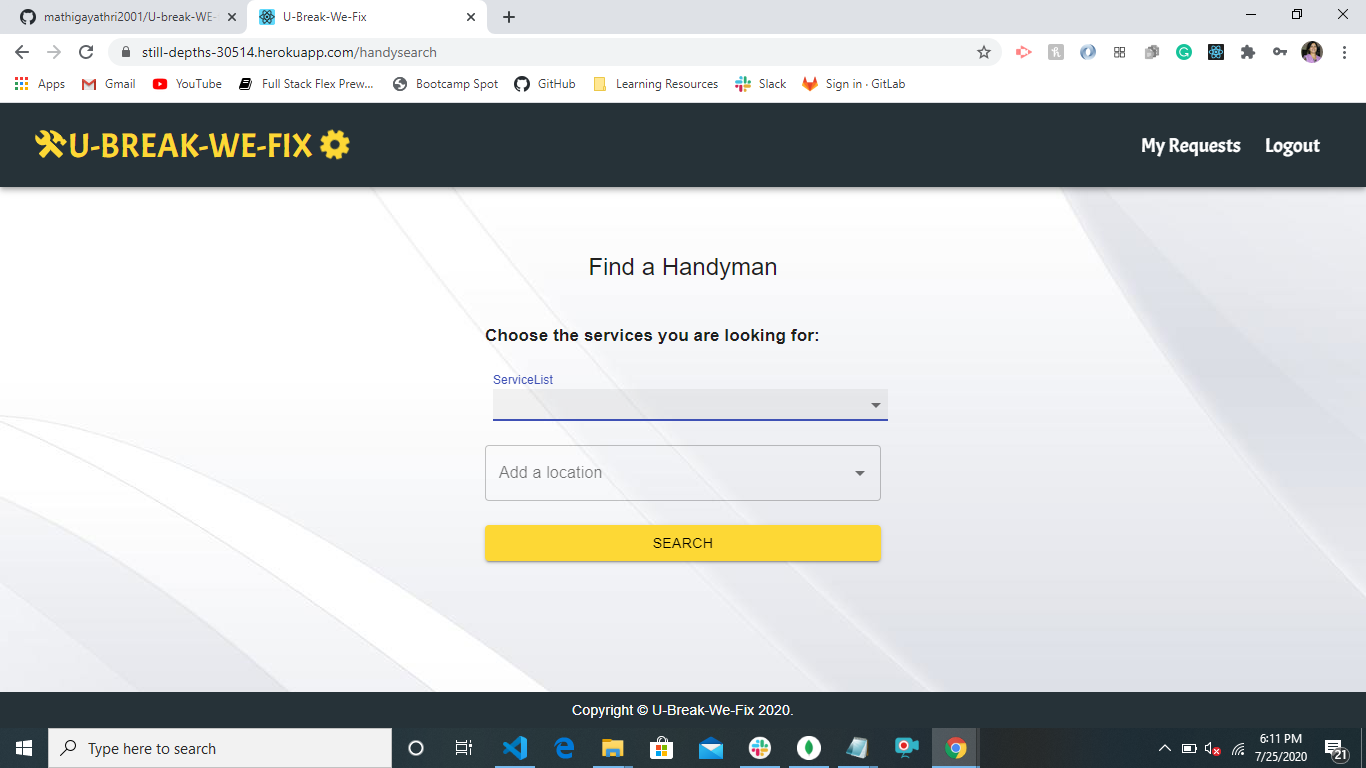 mathigayathri2001/U-break-WE-
U-Break-We-Fix
still-depths-30514.herokuapp.com/handysearch
Apps
Gmail
YouTube
Full Stack Flex Prew...
Bootcamp Spot
GitHub
Learning Resources
Slack
Sign in · GitLab
U-BREAK-WE-FIX
My Requests
Logout
Find a Handyman
Choose the services you are looking for:
ServiceList
Add a location
SEARCH
Copyright © U-Break-We-Fix 2020.
Type here to search
6:11 PM
7/25/2020
21